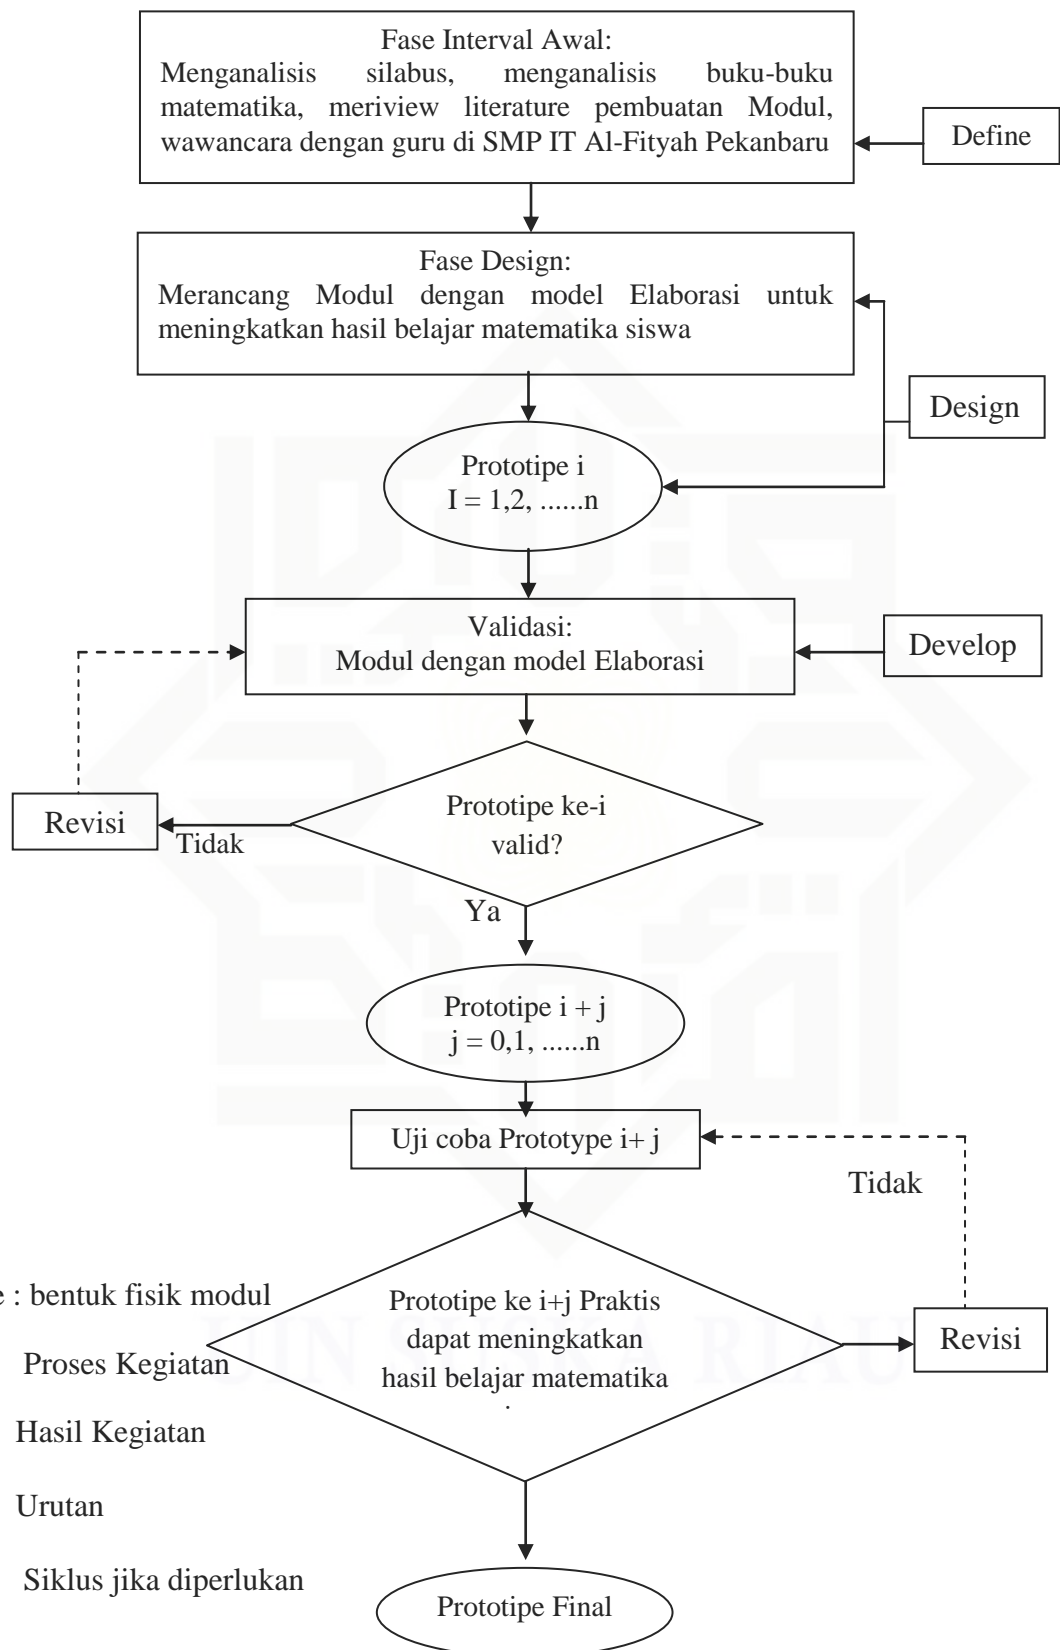 Fase Interval Awal:
Menganalisis silabus, menganalisis buku-buku
matematika, meriview literature pembuatan Modul,
wawancara dengan guru di SMP IT Al-Fityah Pekanbaru
Define
Fase Design:
Merancang Modul dengan model Elaborasi untuk
meningkatkan hasil belajar matematika siswa
Design
Prototipe i
I = 1,2, ......n
Validasi:
Modul dengan model Elaborasi
Develop
Prototipe ke-i
valid?
Revisi
Tidak
Ya
Prototipe i + j
j = 0,1, ......n
Uji coba Prototype i+ j
Tidak
e : bentuk fisik modul
Prototipe ke i+j Praktis
dapat meningkatkan
hasil belajar matematika
Revisi
Proses Kegiatan
UIN SUSKA RIAU
Hasil Kegiatan
Urutan
Siklus jika diperlukan
Prototipe Final